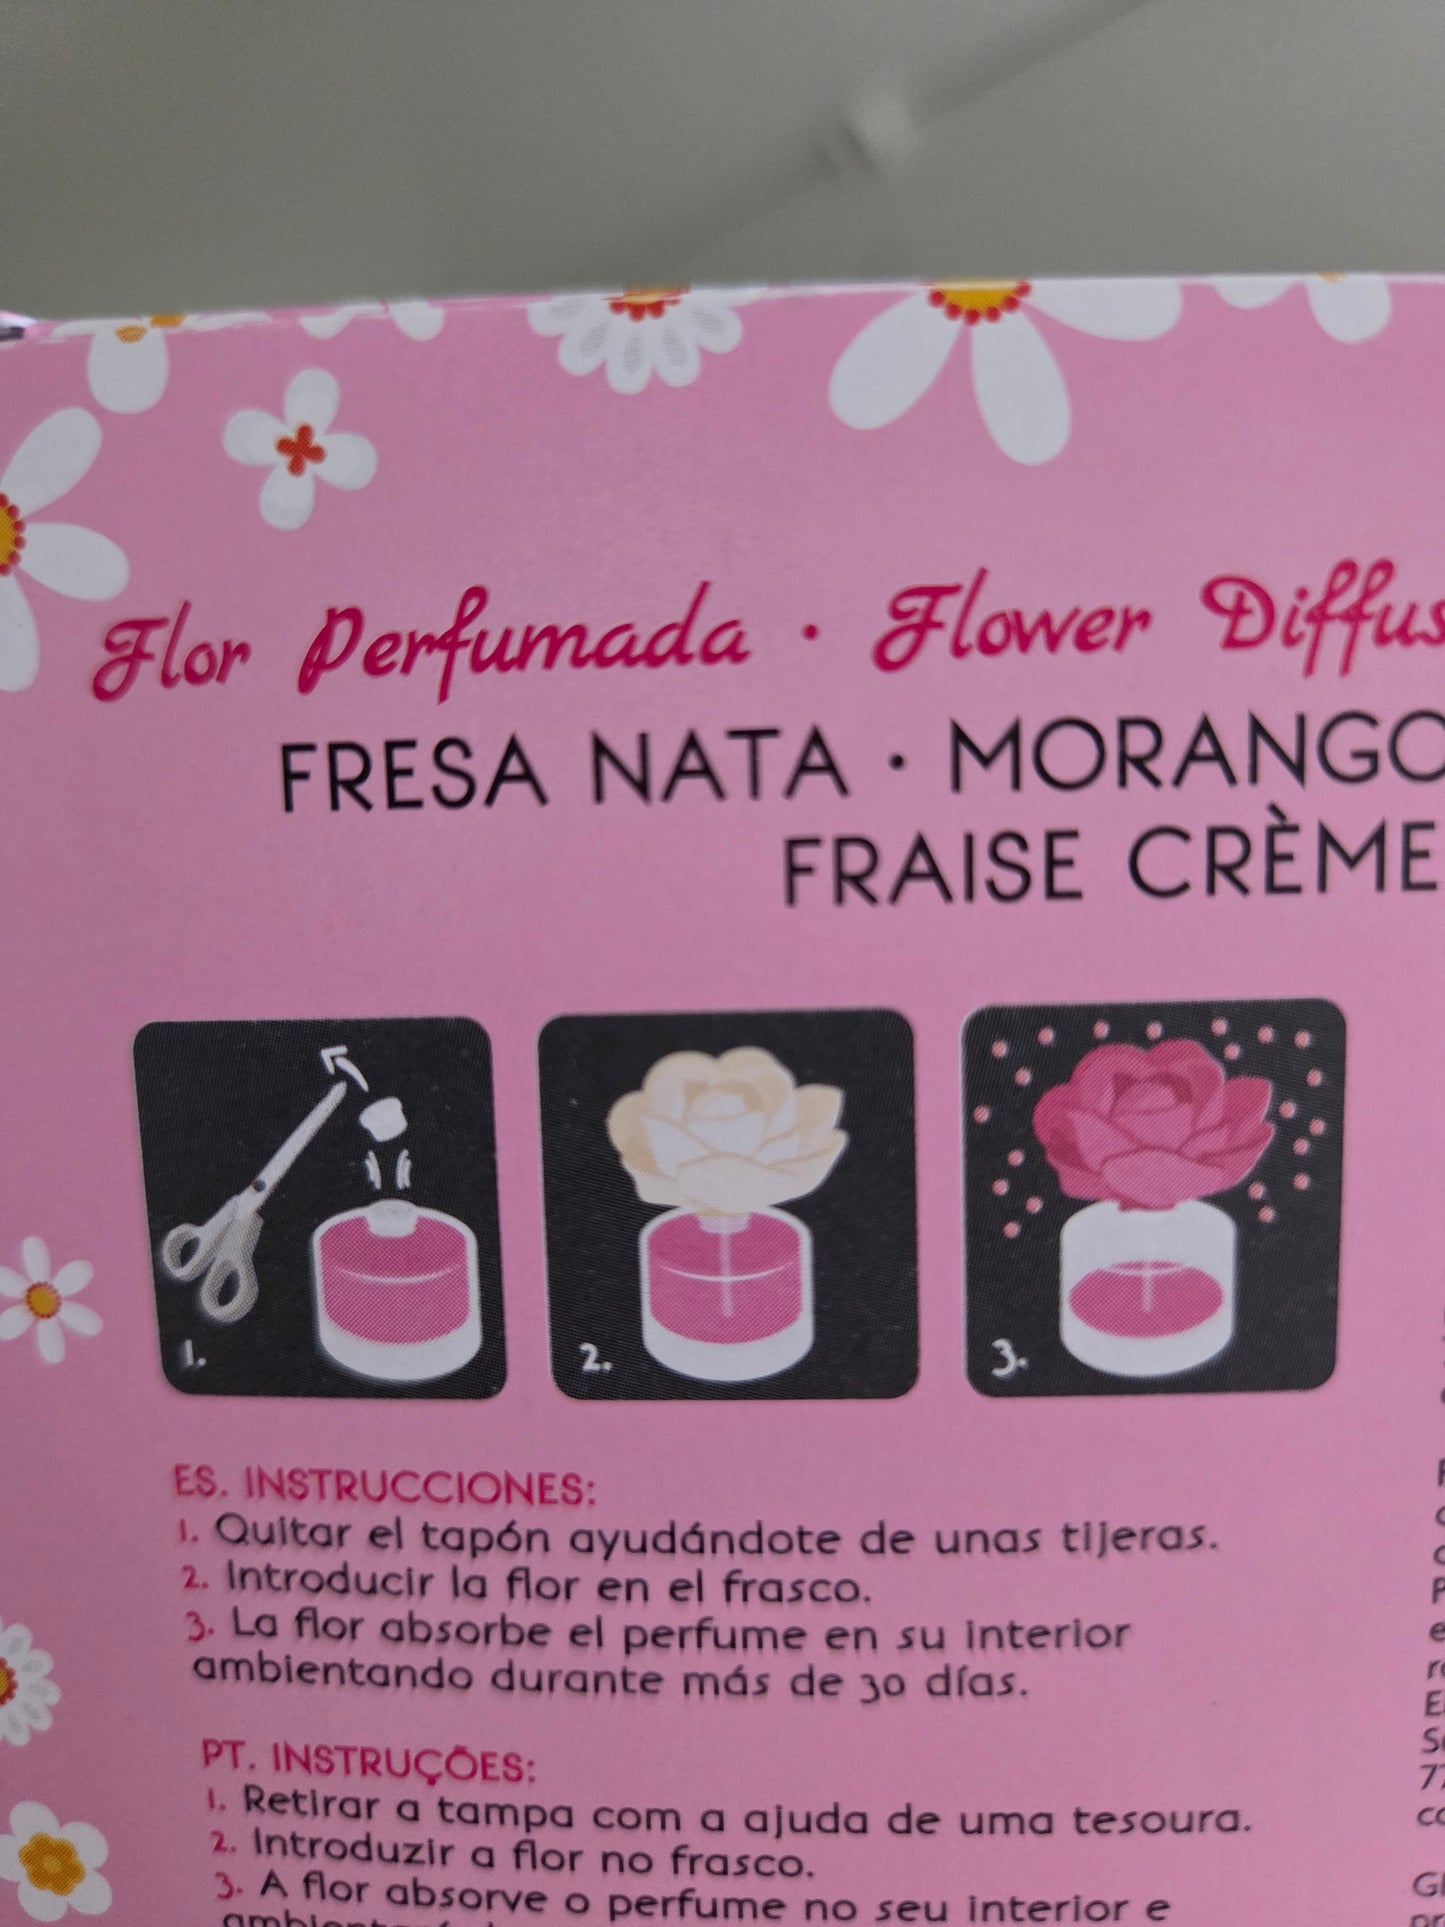 Flor Perfumada · Flower Diffus
FRESA NATA · MORANGO
FRAISE CRÈME
1.
2.
3.
ES. INSTRUCCIONES:
1. Quitar el tapón ayudándote de unas tijeras.
2. Introducir la flor en el frasco.
3. La flor absorbe el perfume en su interior
ambientando durante más de 30 días.
PT. INSTRUÇÕES:
1. Retirar a tampa com a ajuda de uma tesoura.
2. Introduzir a flor no frasco.
3. A flor absorve o perfume no seu interior e